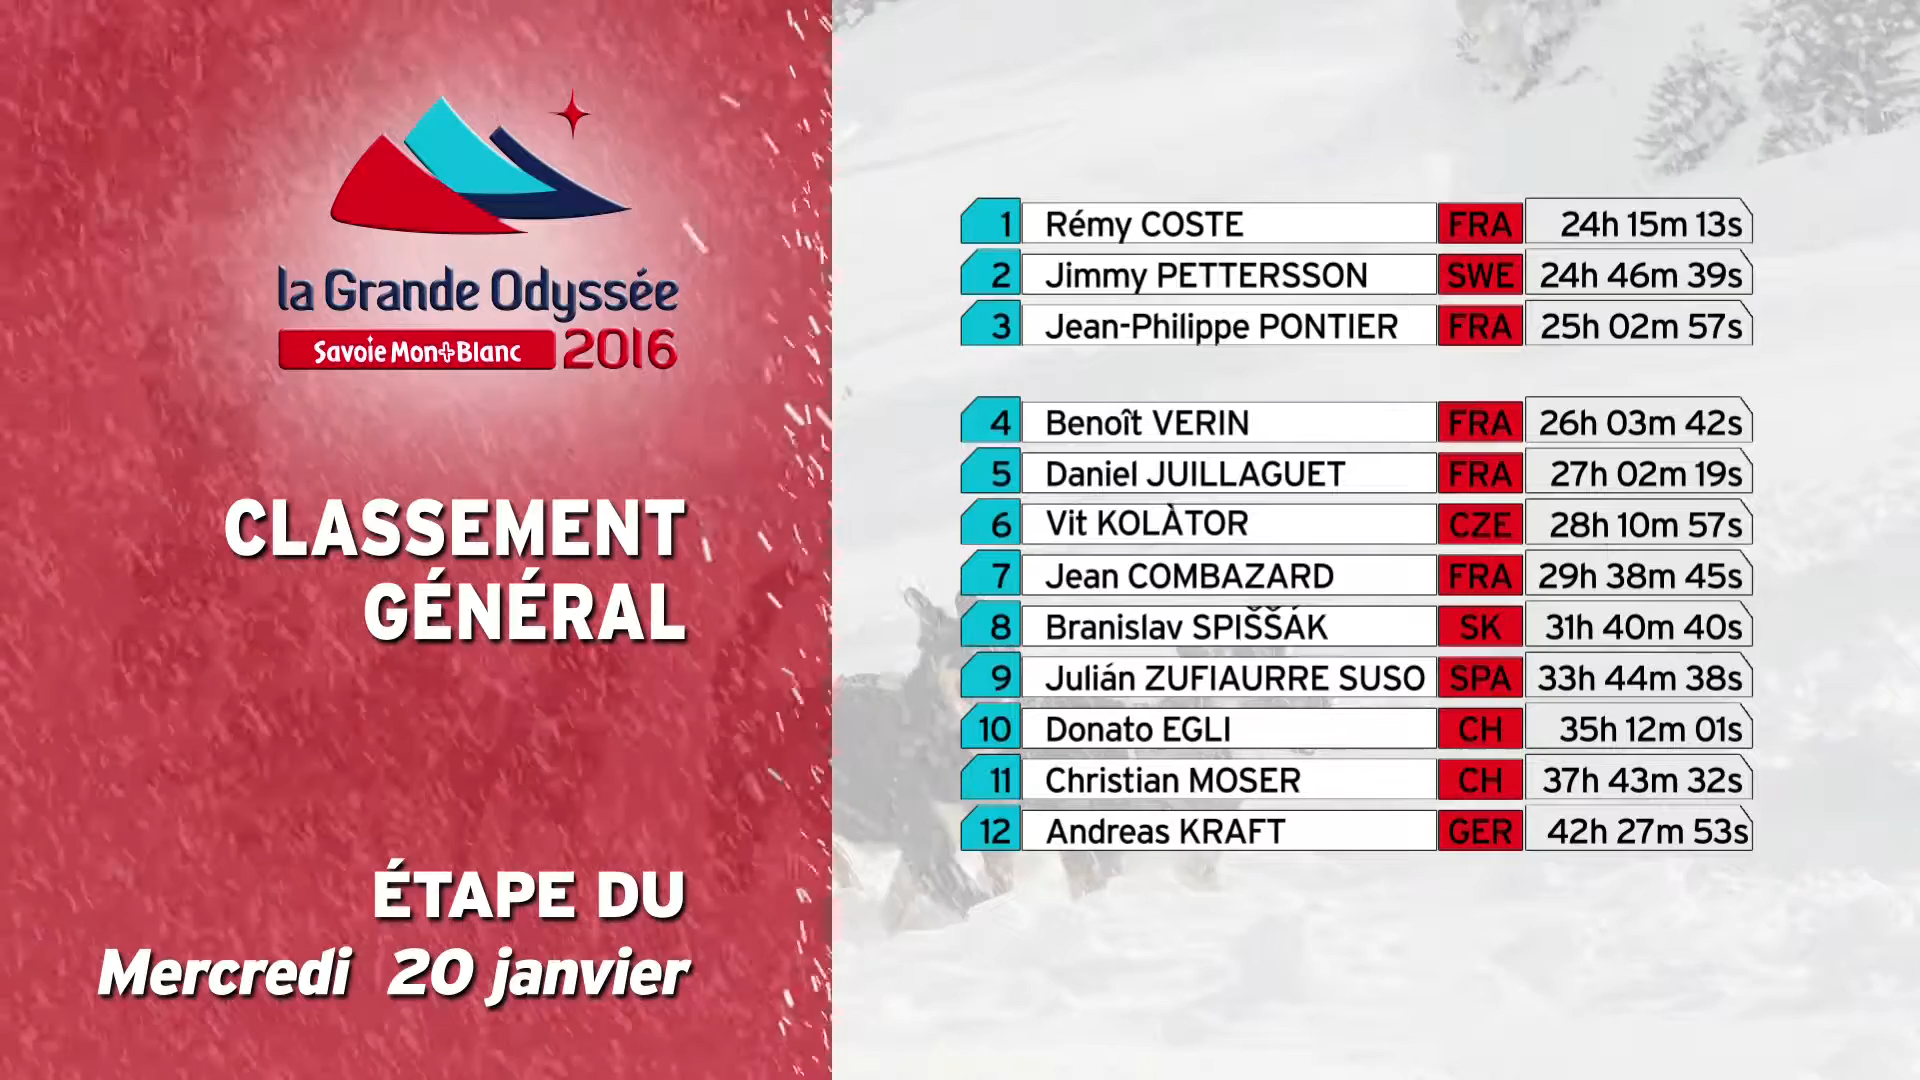 la Grande Odyssée
Savoie Mont Blanc 2016
CLASSEMENT
GÉNÉRAL
ÉTAPE DU
Mercredi 20 janvier
1 Rémy COSTE FRA 24h 15m 13s
2 Jimmy PETTERSSON SWE 24h 46m 39s
3 Jean-Philippe PONTIER FRA 25h 02m 57s
4 Benoît VERIN FRA 26h 03m 42s
5 Daniel JUILLAGUET FRA 27h 02m 19s
6 Vit KOLÀTOR CZE 28h 10m 57s
7 Jean COMBAZARD FRA 29h 38m 45s
8 Branislav SPIŠŠÁK SK 31h 40m 40s
9 Julián ZUFIAURRE SUSO SPA 33h 44m 38s
10 Donato EGLI CH 35h 12m 01s
11 Christian MOSER CH 37h 43m 32s
12 Andreas KRAFT GER 42h 27m 53s